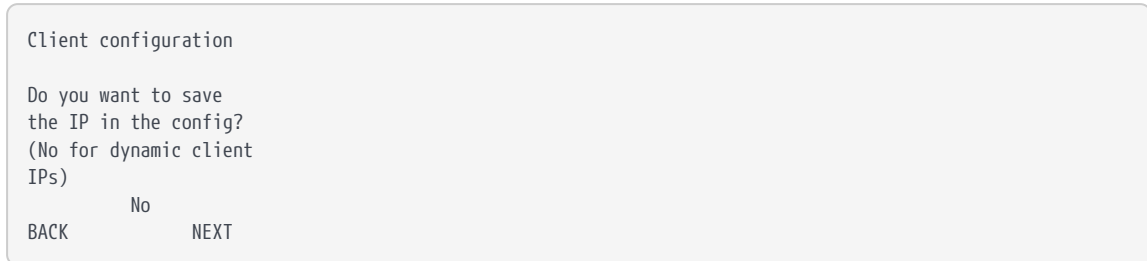 Client configuration
Do you want to save
the IP in the config?
(No for dynamic client
IPs)
No
BACK NEXT